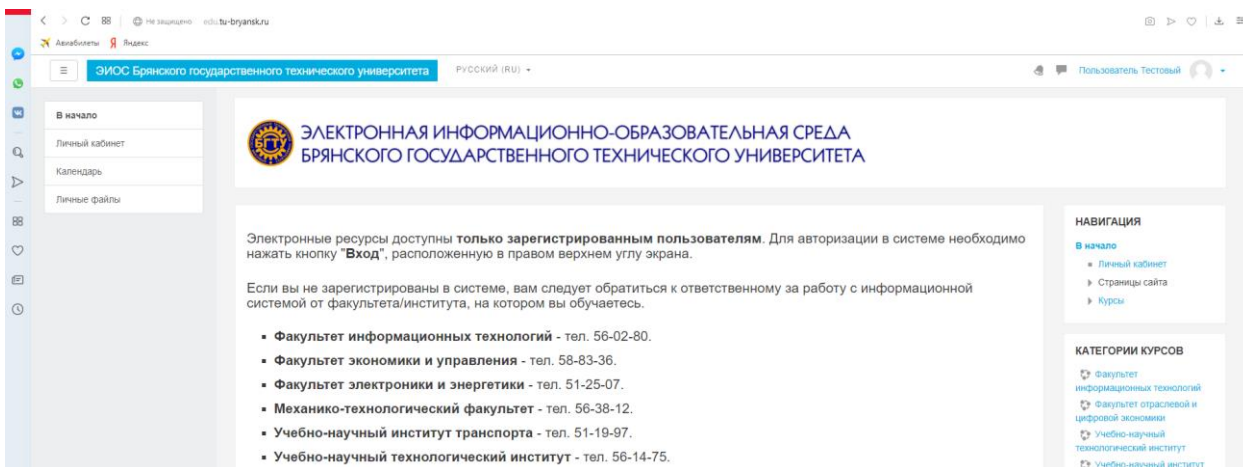 Не защищено edu.tu-bryansk.ru
Авиабилеты Яндекс
ЭИОС Брянского государственного технического университета
РУССКИЙ (RU)
Пользователь Тестовый
В начало
Личный кабинет
Календарь
Личные файлы
БГТУ
ЭЛЕКТРОННАЯ ИНФОРМАЦИОННО-ОБРАЗОВАТЕЛЬНАЯ СРЕДА
БРЯНСКОГО ГОСУДАРСТВЕННОГО ТЕХНИЧЕСКОГО УНИВЕРСИТЕТА
Электронные ресурсы доступны только зарегистрированным пользователям. Для авторизации в системе необходимо
нажать кнопку "Вход", расположенную в правом верхнем углу экрана.
Если вы не зарегистрированы в системе, вам следует обратиться к ответственному за работу с информационной
системой от факультета/института, на котором вы обучаетесь.
Факультет информационных технологий - тел. 56-02-80.
Факультет экономики и управления - тел. 58-83-36.
Факультет электроники и энергетики - тел. 51-25-07.
Механико-технологический факультет - тел. 56-38-12.
Учебно-научный институт транспорта - тел. 51-19-97.
Учебно-научный технологический институт - тел. 56-14-75.
НАВИГАЦИЯ
В начало
Личный кабинет
Страницы сайта
Курсы
КАТЕГОРИИ КУРСОВ
Факультет
информационных технологий
Факультет отраслевой и
цифровой экономики
Учебно-научный
технологический институт
Учебно-научный институт